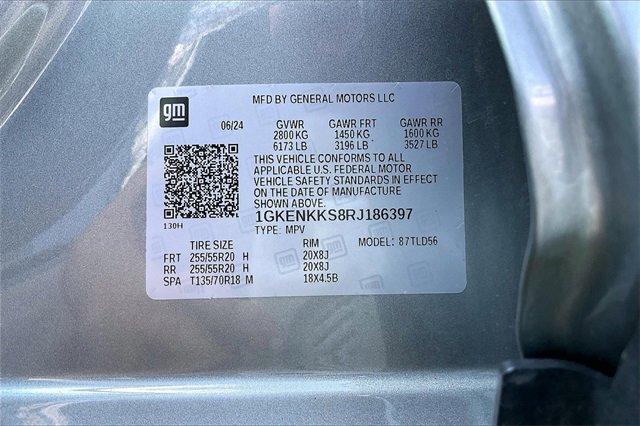 gm
MFD BY GENERAL MOTORS LLC
06/24 GVWR GAWR FRT GAWR RR
2800 KG 1450 KG 1600 KG
6173 LB 3196 LB 3527 LB
THIS VEHICLE CONFORMS TO ALL
APPLICABLE U.S. FEDERAL MOTOR
VEHICLE SAFETY STANDARDS IN EFFECT
ON THE DATE OF MANUFACTURE
SHOWN ABOVE.
1GKENKKS8RJ186397
130H
TYPE: MPV
TIRE SIZE RIM MODEL: 87TLD56
FRT 255/55R20 H 20X8J
RR 255/55R20 H 20X8J
SPA T135/70R18 M 18X4.5B